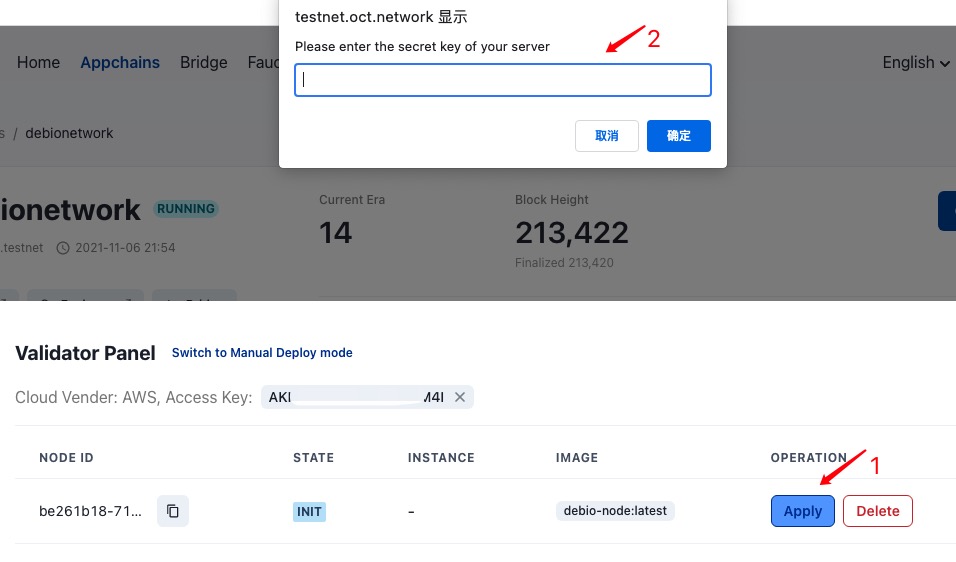 testnet.oct.network 显示
Please enter the secret key of your server
2
取消
确定
Home Appchains Bridge Fauc
English
/ debionetwork
ionetwork RUNNING
.testnet 2021-11-06 21:54
Current Era
14
Block Height
213,422
Finalized 213,420
Validator Panel Switch to Manual Deploy mode
Cloud Vender: AWS, Access Key: AKI M4I
NODE ID STATE INSTANCE IMAGE OPERATION
1
be261b18-71... INIT - debio-node:latest Apply Delete